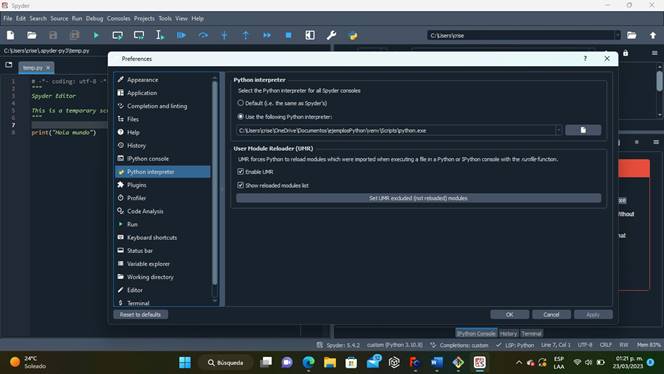 Spyder
File Edit Search Source Run Debug Consoles Projects Tools View Help
C:\Users\crise
C:\Users\crise\.spyder-py3\temp.py
temp.py
1 # -*- coding: utf-8 -*-
2 """
3 Spyder Editor
4
5 This is a temporary scr
6 """
7
8 print("Hola mundo")
Preferences
Appearance
Application
Completion and linting
Files
Help
History
IPython console
Python interpreter
Plugins
Profiler
Code Analysis
Run
Keyboard shortcuts
Status bar
Variable explorer
Working directory
Editor
Terminal
Python interpreter
Select the Python interpreter for all Spyder consoles
Default (i.e. the same as Spyder's)
Use the following Python interpreter:
C:\Users\crise\OneDrive\Documentos\ejemplosPython\venv\Scripts\python.exe
User Module Reloader (UMR)
UMR forces Python to reload modules which were imported when executing a file in a Python or IPython console with the runfile function.
Enable UMR
Show reloaded modules list
Set UMR excluded (not reloaded) modules
Reset to defaults
OK Cancel Apply
IPython Console History Terminal
Spyder: 5.4.2 custom (Python 3.10.8) Completions: custom LSP: Python Line 7, Col 1 UTF-8 CRLF RW Mem 83%
24°C
Soleado
Búsqueda
ESP
LAA
01:21 p. m.
23/03/2023